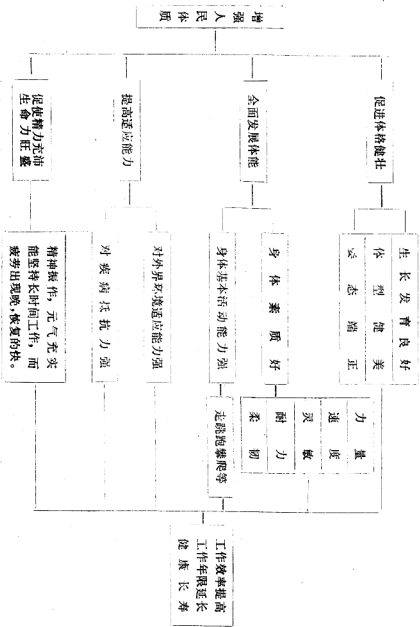 增强人民体质
促进体格健壮
全面发展体能
提高适应能力
促使精力充沛
生命力旺盛
生长发育良好
体型健美
姿态端正
身体素质好
身体基本活动能力强
对外界环境适应能力强
对疾病抵抗力强
精神振作，元气充实
能坚持长时间工作，而
疲劳出现晚，恢复的快。
力量
速度
灵敏
耐力
柔韧
走跳跑攀爬等
工作效率提高
工作年限延长
健康长寿